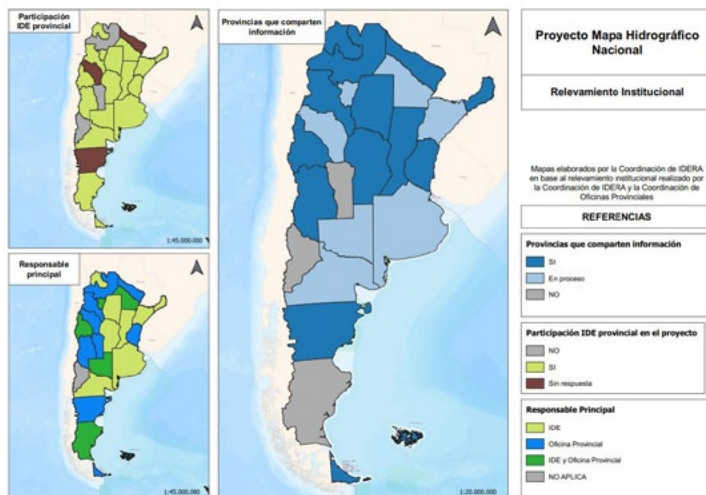 Participación
IDE provincial
1:45.000.000
Responsable
principal
1:45.000.000
Provincias que comparten
información
1:20.000.000
Proyecto Mapa Hidrográfico
Nacional
Relevamiento Institucional
Mapas elaborados por la Coordinación de IDERA
en base al relevamiento institucional realizado por
la Coordinación de IDERA y la Coordinación de
Oficinas Provinciales
REFERENCIAS
Provincias que comparten información
SI
En proceso
NO
Participación IDE provincial en el proyecto
NO
SI
Sin respuesta
Responsable Principal
IDE
Oficina Provincial
IDE y Oficina Provincial
NO APLICA